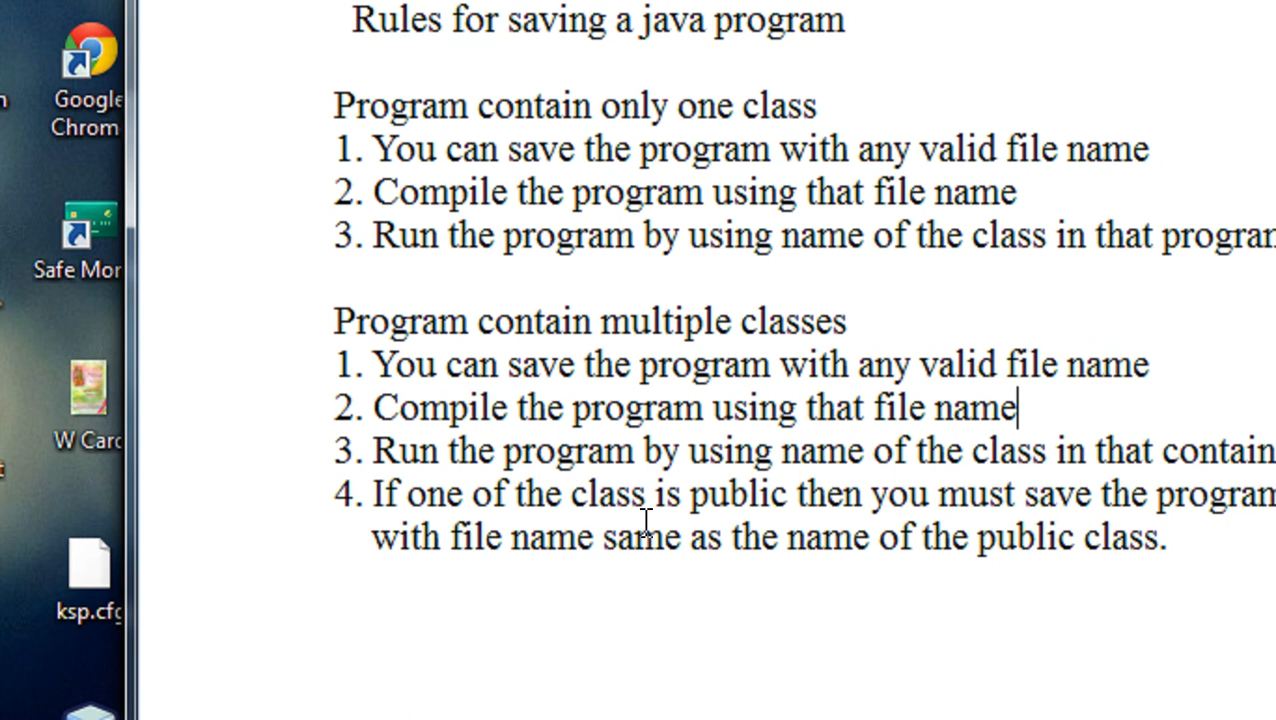 Rules for saving a java program
Google
Chrom
Program contain only one class
1. You can save the program with any valid file name
2. Compile the program using that file name
3. Run the program by using name of the class in that program
Safe Mon
Program contain multiple classes
1. You can save the program with any valid file name
2. Compile the program using that file name
W Card
3. Run the program by using name of the class in that contain
4. If one of the class is public then you must save the program
with file name same as the name of the public class.
ksp.cfg